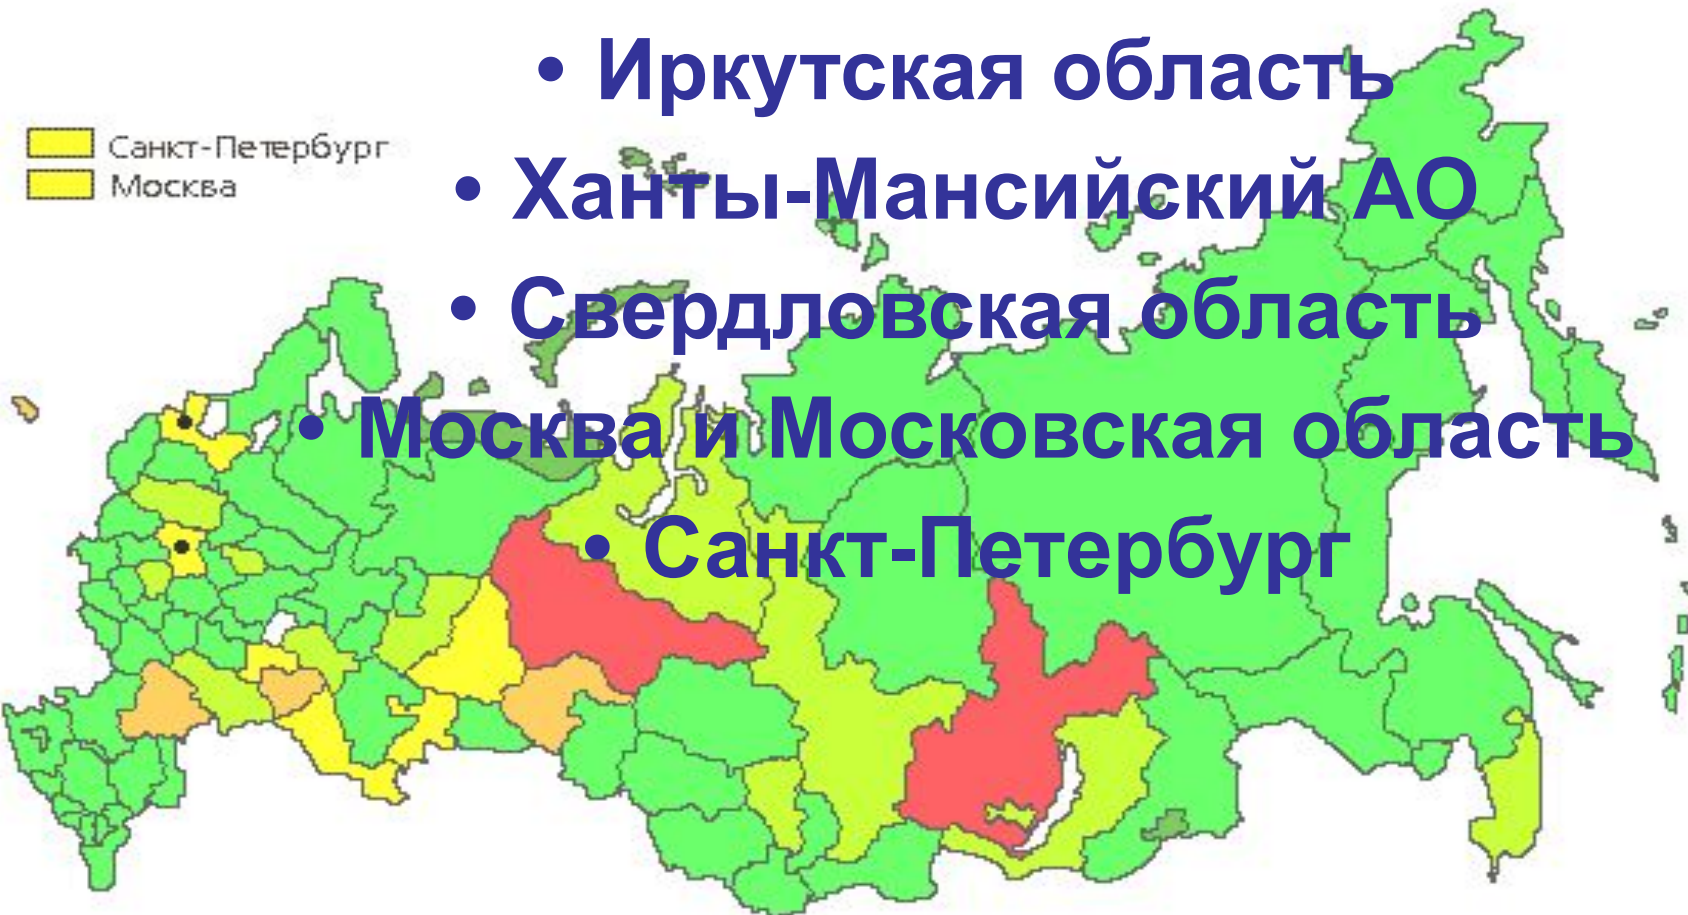 • Иркутская область
Санкт-Петербург
Москва
• Ханты-Мансийский АО
• Свердловская область
• Москва и Московская область
• Санкт-Петербург